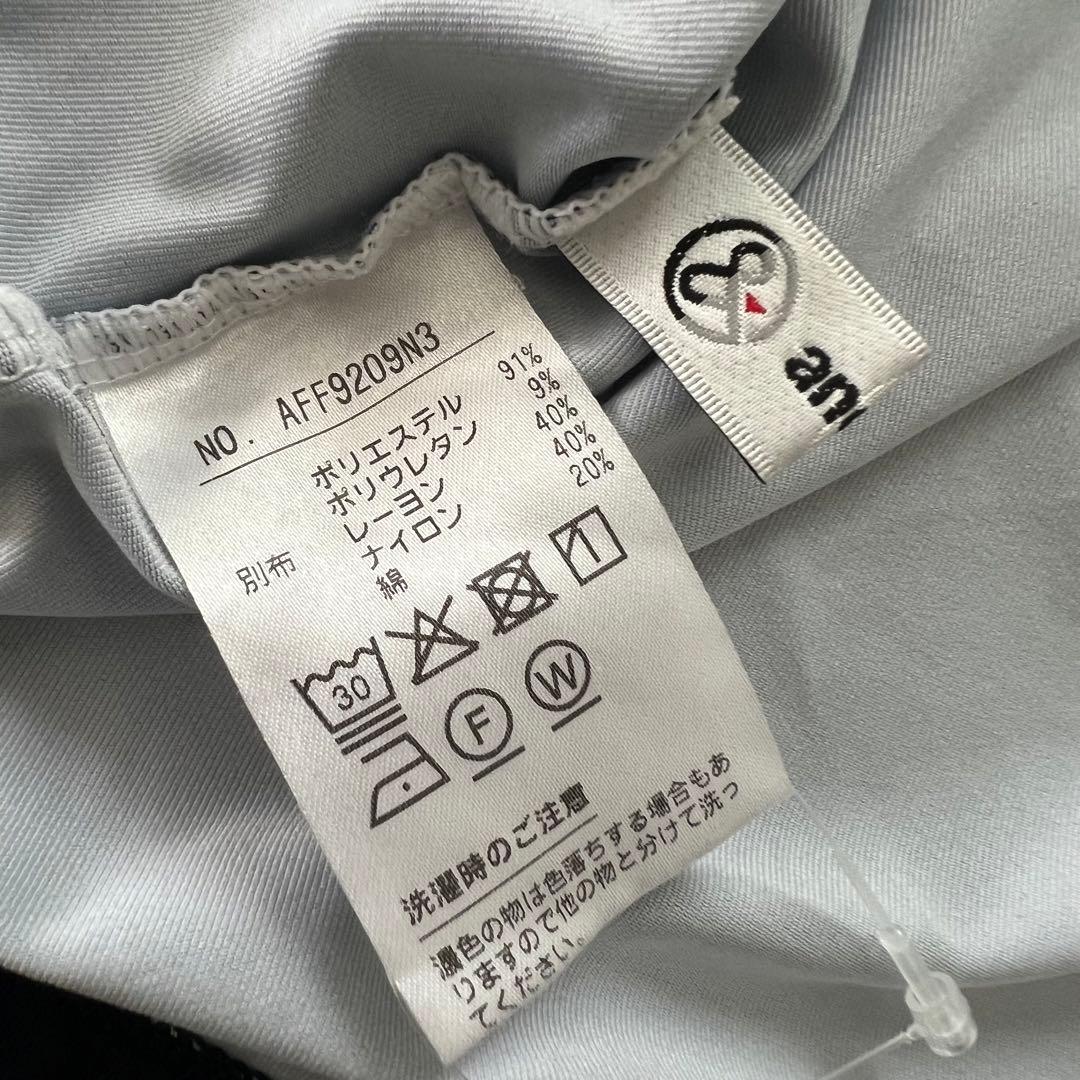 NO. AFF9209N3
ポリエステル 91%
ポリウレタン 9%
別布 レーヨン 40%
ナイロン 40%
綿 20%
30
1
F
W
洗濯時のご注意
濃色の物は色落ちする場合もあ
りますので他の物と分けて洗っ
てください。